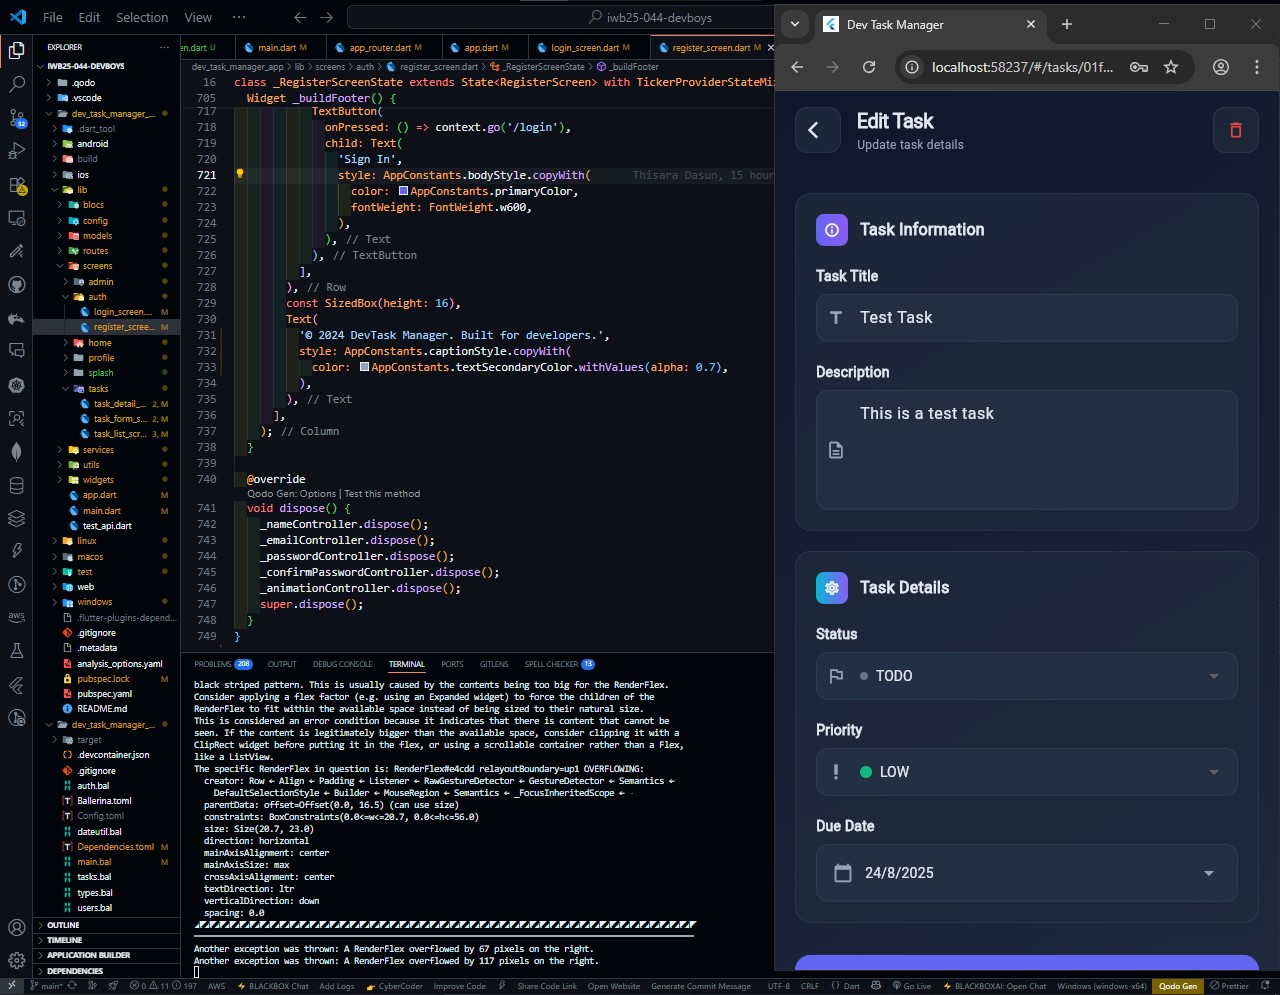 File Edit Selection View ··· iwb25-044-devboys
EXPLORER ···
IWB25-044-DEVBOYS
.qodo
.vscode
dev_task_manager_...
.dart_tool
android
build
ios
lib
blocs
config
models
routes
screens
admin
auth
login_screen....
register_scree... M
home
profile
splash
tasks
task_detail_... 2, M
task_form_s... 2, M
task_list_scr... 3, M
services
utils
widgets
app.dart M
main.dart M
test_api.dart
linux
macos
test
web
windows
.flutter-plugins-depend...
.gitignore
.metadata
analysis_options.yaml
pubspec.lock M
pubspec.yaml
README.md
dev_task_manager_...
target
.devcontainer.json
.gitignore
auth.bal
Ballerina.toml
Config.toml
dateutil.bal
Dependencies.toml M
main.bal M
tasks.bal
types.bal
users.bal
OUTLINE
TIMELINE
APPLICATION BUILDER
DEPENDENCIES
32
en.dart U main.dart M app_router.dart M app.dart M login_screen.dart M register_screen.dart M
dev_task_manager_app > lib > screens > auth > register_screen.dart > _RegisterScreenState > _buildFooter
16 class _RegisterScreenState extends State<RegisterScreen> with TickerProviderStateMi
705 Widget _buildFooter() {
717 TextButton(
718 onPressed: () => context.go('/login'),
719 child: Text(
720 'Sign In',
721 style: AppConstants.bodyStyle.copyWith( Thisara Dasun, 15 hour
722 color: AppConstants.primaryColor,
723 fontWeight: FontWeight.w600,
724 ),
725 ), // Text
726 ), // TextButton
727 ],
728 ), // Row
729 const SizedBox(height: 16),
730 Text(
731 '© 2024 DevTask Manager. Built for developers.',
732 style: AppConstants.captionStyle.copyWith(
733 color: AppConstants.textSecondaryColor.withValues(alpha: 0.7),
734 ),
735 ), // Text
736 ],
737 ); // Column
738 }
739
740 @override
Qodo Gen: Options | Test this method
741 void dispose() {
742 _nameController.dispose();
743 _emailController.dispose();
744 _passwordController.dispose();
745 _confirmPasswordController.dispose();
746 _animationController.dispose();
747 super.dispose();
748 }
749 }
PROBLEMS 208 OUTPUT DEBUG CONSOLE TERMINAL PORTS GITLENS SPELL CHECKER 13
black striped pattern. This is usually caused by the contents being too big for the RenderFlex.
Consider applying a flex factor (e.g. using an Expanded widget) to force the children of the
RenderFlex to fit within the available space instead of being sized to their natural size.
This is considered an error condition because it indicates that there is content that cannot be
seen. If the content is legitimately bigger than the available space, consider clipping it with a
ClipRect widget before putting it in the flex, or using a scrollable container rather than a Flex,
like a ListView.
The specific RenderFlex in question is: RenderFlex#e4cdd relayoutBoundary=up1 OVERFLOWING:
creator: Row ← Align ← Padding ← Listener ← RawGestureDetector ← GestureDetector ← Semantics ←
DefaultSelectionStyle ← Builder ← MouseRegion ← Semantics ← _FocusInheritedScope ← ⋯
parentData: offset=Offset(0.0, 16.5) (can use size)
constraints: BoxConstraints(0.0<=w<=20.7, 0.0<=h<=56.0)
size: Size(20.7, 23.0)
direction: horizontal
mainAxisAlignment: center
mainAxisSize: max
crossAxisAlignment: center
textDirection: ltr
verticalDirection: down
spacing: 0.0
Another exception was thrown: A RenderFlex overflowed by 67 pixels on the right.
Another exception was thrown: A RenderFlex overflowed by 117 pixels on the right.
main* 0 11 197 AWS BLACKBOX Chat Add Logs CyberCoder Improve Code Share Code Link Open Website Generate Commit Message UTF-8 CRLF {} Dart Go Live BLACKBOXAI: Open Chat Windows (windows-x64) Qodo Gen Prettier
Dev Task Manager
localhost:58237/#/tasks/01f...
Edit Task
Update task details
Task Information
Task Title
Test Task
Description
This is a test task
Task Details
Status
TODO
Priority
LOW
Due Date
24/8/2025
aws